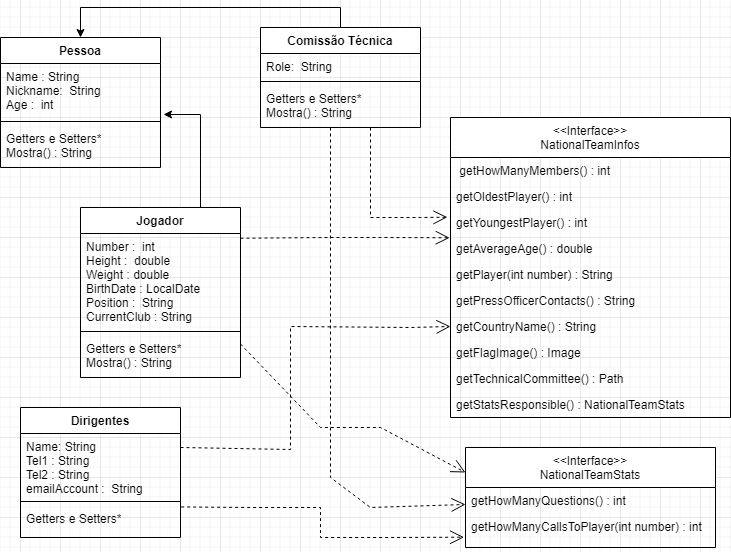 Pessoa
Name : String
Nickname:  String
Age :  int
Getters e Setters*
Mostra() : String
Comissão Técnica
Role:  String
Getters e Setters*
Mostra() : String
Jogador
Number :  int
Height :  double
Weight : double
BirthDate : LocalDate
Position :  String
CurrentClub : String
Getters e Setters*
Mostra() : String
Dirigentes
Name: String
Tel1 : String
Tel2 : String
emailAccount :  String
Getters e Setters*
<<Interface>>
NationalTeamInfos
getHowManyMembers() : int
getOldestPlayer() : int
getYoungestPlayer() : int
getAverageAge() : double
getPlayer(int number) : String
getPressOfficerContacts() : String
getCountryName() : String
getFlagImage() : Image
getTechnicalCommittee() : Path
getStatsResponsible() : NationalTeamStats
<<Interface>>
NationalTeamStats
getHowManyQuestions() : int
getHowManyCallsToPlayer(int number) : int